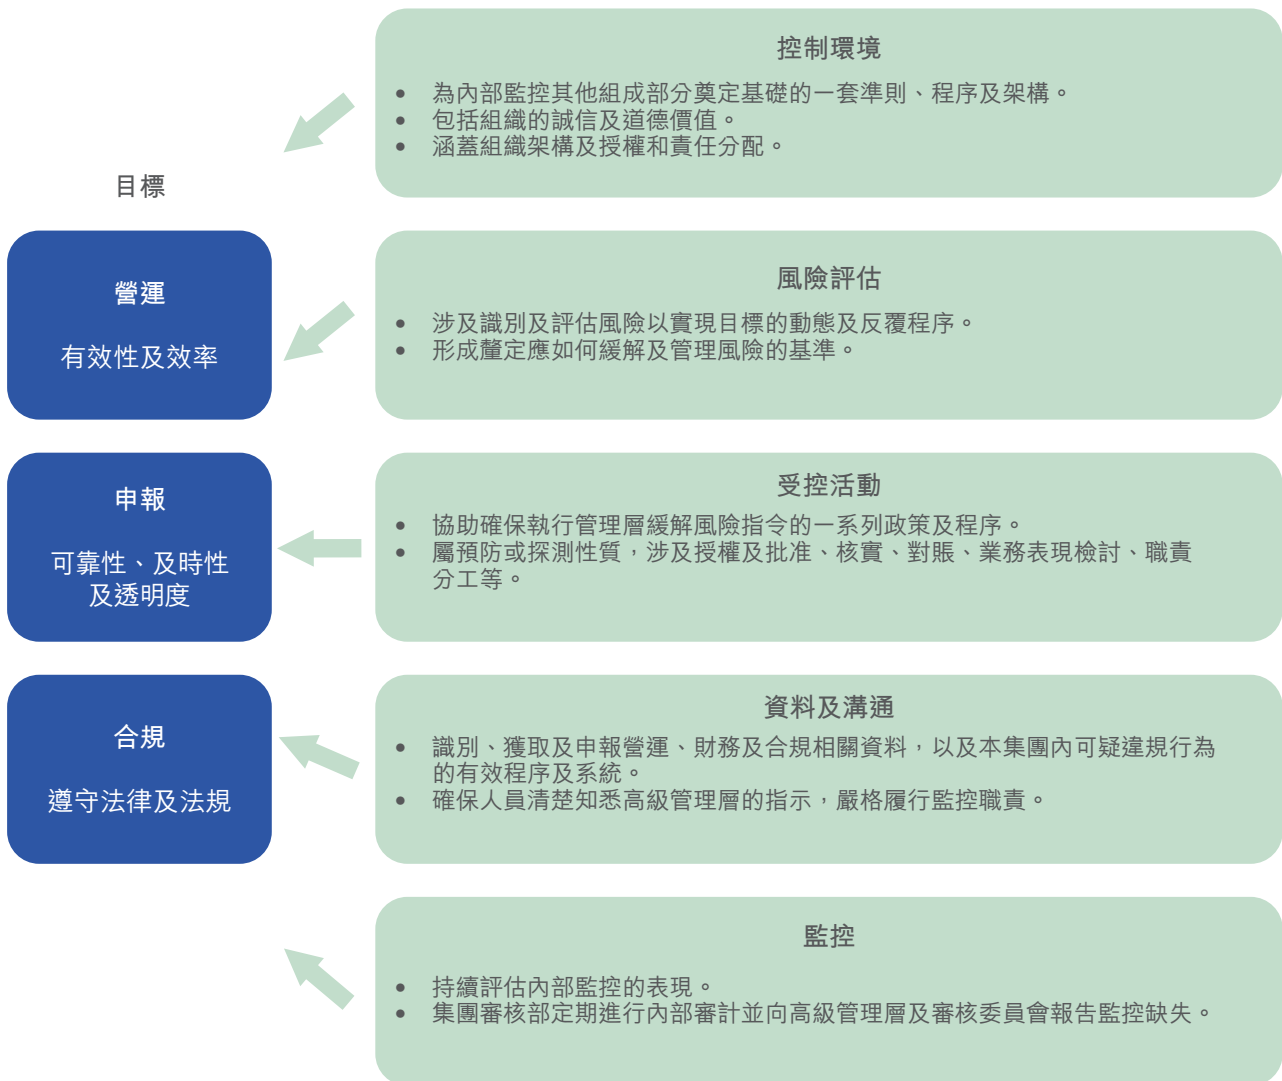 控制環境
• 為內部監控其他組成部分奠定基礎的一套準則、程序及架構。
• 包括組織的誠信及道德價值。
• 涵蓋組織架構及授權和責任分配。
目標
營運
有效性及效率
風險評估
• 涉及識別及評估風險以實現目標的動態及反覆程序。
• 形成釐定應如何緩解及管理風險的基準。
申報
可靠性、及時性
及透明度
受控活動
• 協助確保執行管理層緩解風險指令的一系列政策及程序。
• 屬預防或探測性質，涉及授權及批准、核實、對賬、業務表現檢討、職責
分工等。
合規
遵守法律及法規
資料及溝通
• 識別、獲取及申報營運、財務及合規相關資料，以及本集團內可疑違規行為
的有效程序及系統。
• 確保人員清楚知悉高級管理層的指示，嚴格履行監控職責。
監控
• 持續評估內部監控的表現。
• 集團審核部定期進行內部審計並向高級管理層及審核委員會報告監控缺失。